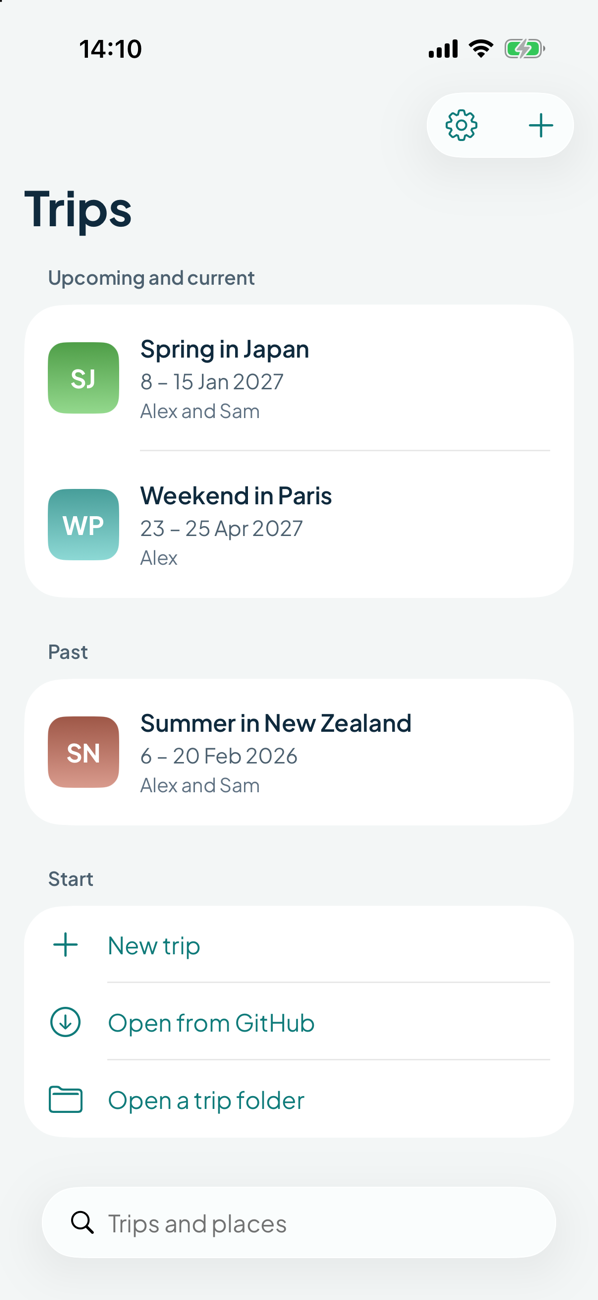 14:10
Trips
Upcoming and current
SJ
Spring in Japan
8 – 15 Jan 2027
Alex and Sam
WP
Weekend in Paris
23 – 25 Apr 2027
Alex
Past
SN
Summer in New Zealand
6 – 20 Feb 2026
Alex and Sam
Start
New trip
Open from GitHub
Open a trip folder
Trips and places